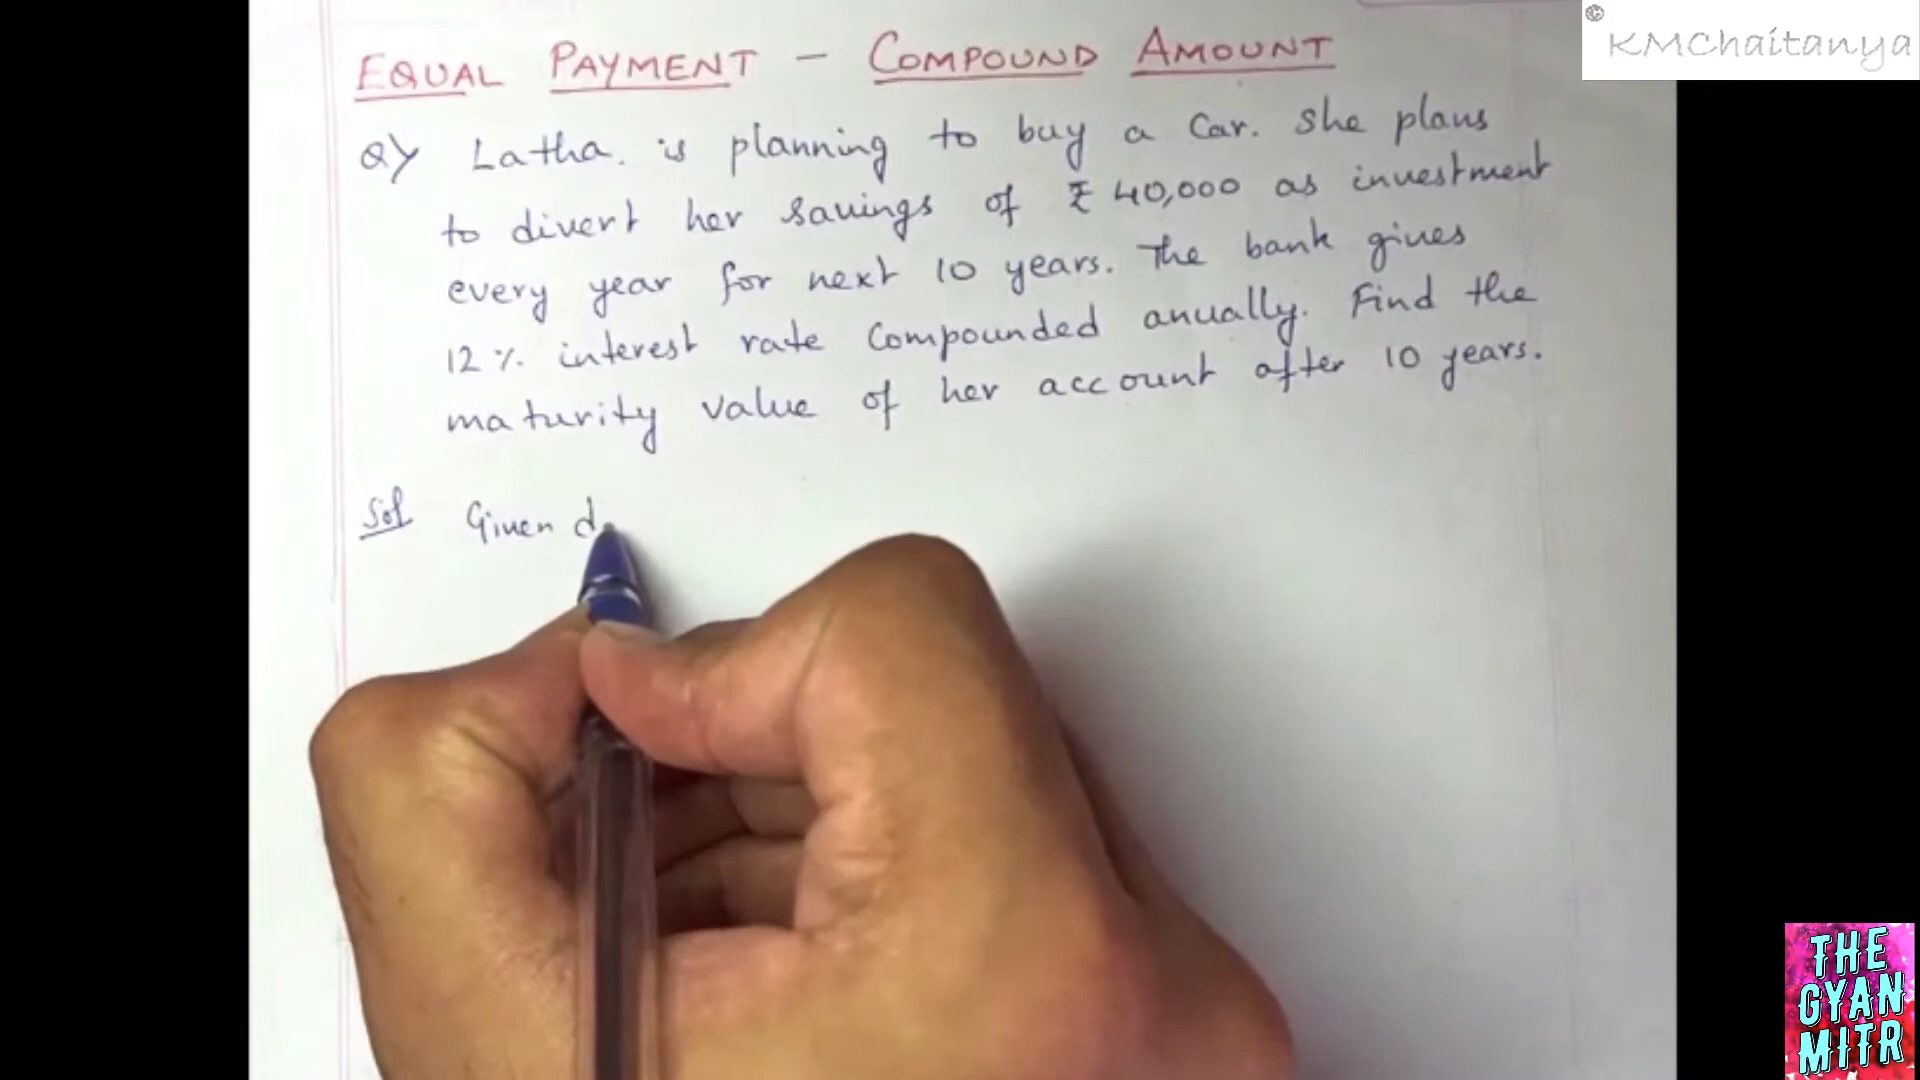 © KMChaitanya
EQUAL PAYMENT - COMPOUND AMOUNT
Q) Latha. is planning to buy a Car. She plans
to divert her savings of ₹ 40,000 as investment
every year for next 10 years. The bank gives
12% interest rate Compounded anually. Find the
maturity value of her account after 10 years.
Sol Given d
THE
GYAN
MITR